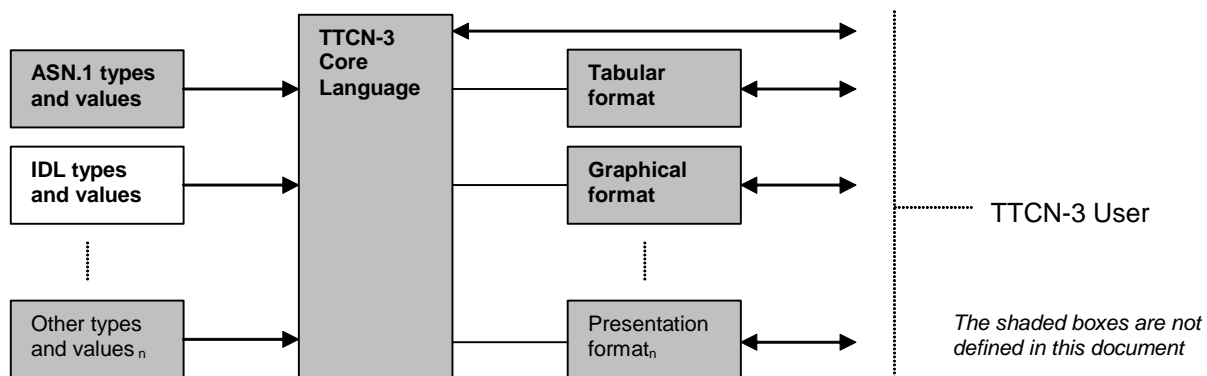 TTCN-3
Core
Language
ASN.1 types
and values
Tabular
format
IDL types
and values
Graphical
format
TTCN-3 User
Other types
and values n
Presentation
formatn
The shaded boxes are not
defined in this document